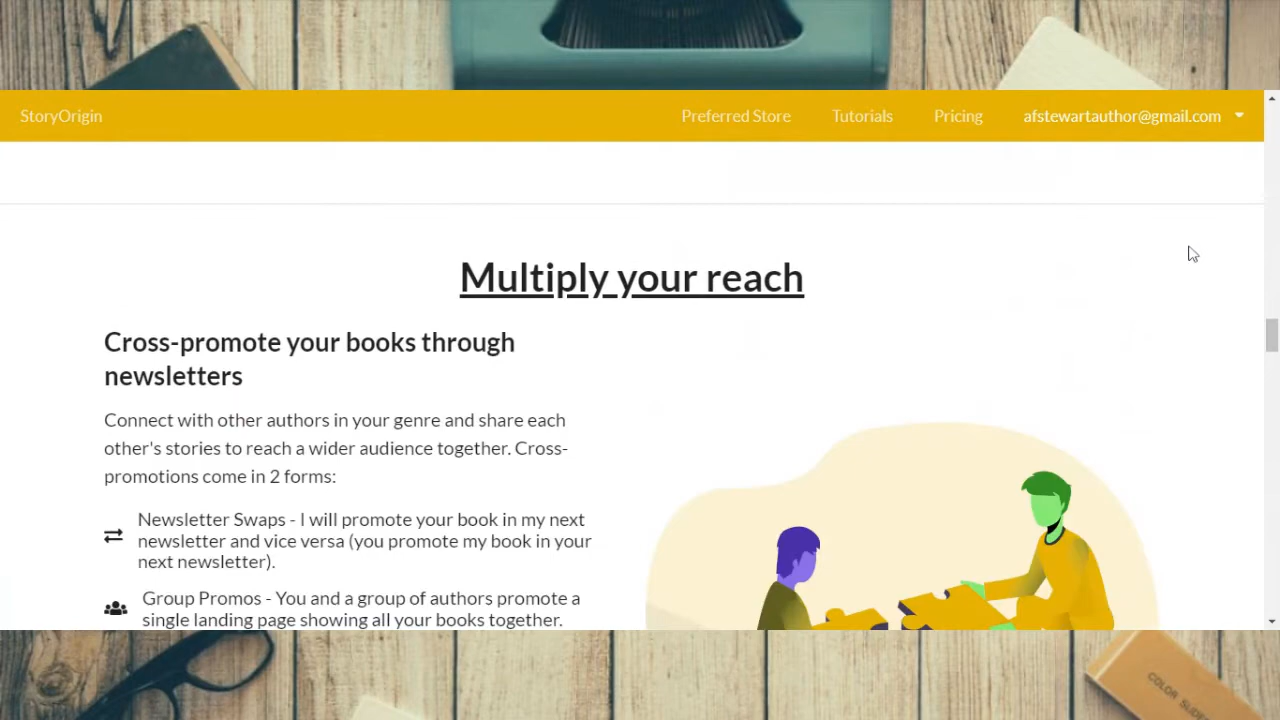 StoryOrigin
Preferred Store
Tutorials
Pricing
afstewartauthor@gmail.com
Multiply your reach
Cross-promote your books through
newsletters
Connect with other authors in your genre and share each
other's stories to reach a wider audience together. Cross-
promotions come in 2 forms:
Newsletter Swaps - I will promote your book in my next
newsletter and vice versa (you promote my book in your
next newsletter).
Group Promos - You and a group of authors promote a
single landing page showing all your books together.
COLOR